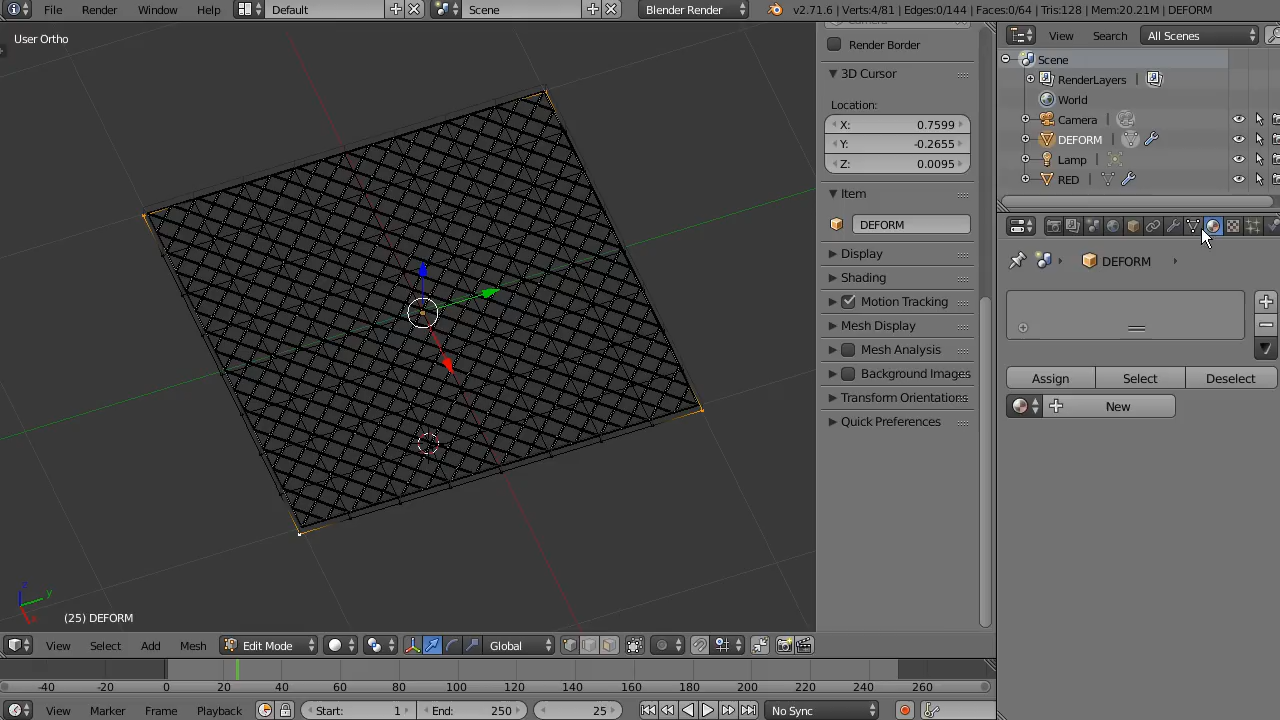 File Render Window Help Default Scene Blender Render v2.71.6 | Verts:4/81 | Edges:0/144 | Faces:0/64 | Tris:128 | Mem:20.21M | DEFORM
User Ortho
(25) DEFORM
z
y
x
Render Border
3D Cursor
Location:
X: 0.7599
Y: -0.2655
Z: 0.0095
Item
DEFORM
Display
Shading
Motion Tracking
Mesh Display
Mesh Analysis
Background Images
Transform Orientations
Quick Preferences
View Search All Scenes
Scene
RenderLayers |
World
Camera |
DEFORM |
Lamp |
RED |
DEFORM
Assign Select Deselect
New
View Select Add Mesh Edit Mode Global
-40 -20 0 20 40 60 80 100 120 140 160 180 200 220 240 260
View Marker Frame Playback Start: 1 End: 250 25 No Sync